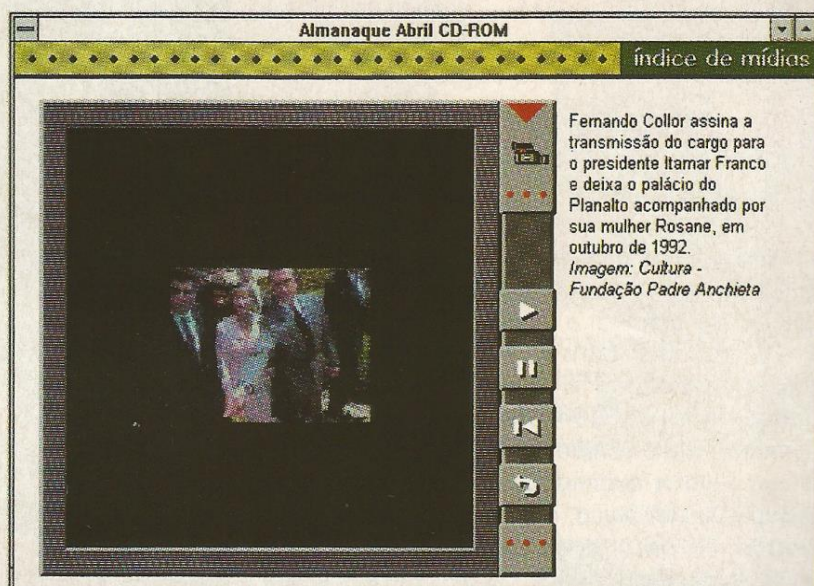 Almanaque Abril CD-ROM
índice de mídias
Fernando Collor assina a
transmissão do cargo para
o presidente Itamar Franco
e deixa o palácio do
Planalto acompanhado por
sua mulher Rosane, em
outubro de 1992.
Imagem: Cultura -
Fundação Padre Anchieta